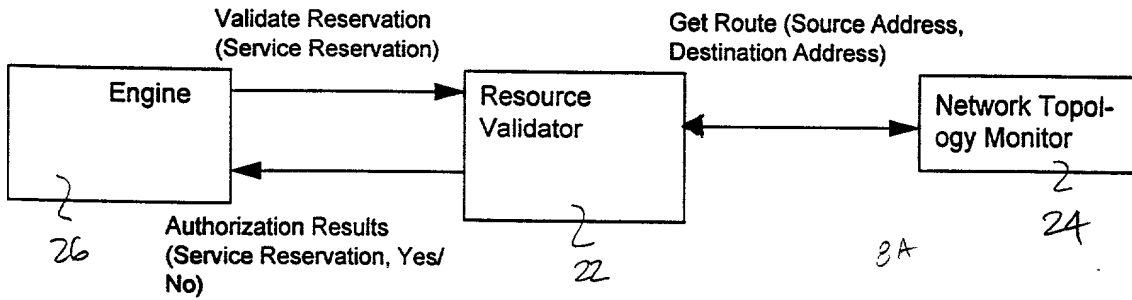 Validate Reservation
(Service Reservation)
Get Route (Source Address,
Destination Address)
Engine
Resource
Validator
Network Topol-
ogy Monitor
Authorization Results
(Service Reservation, Yes/
No)
26
22
8A
24